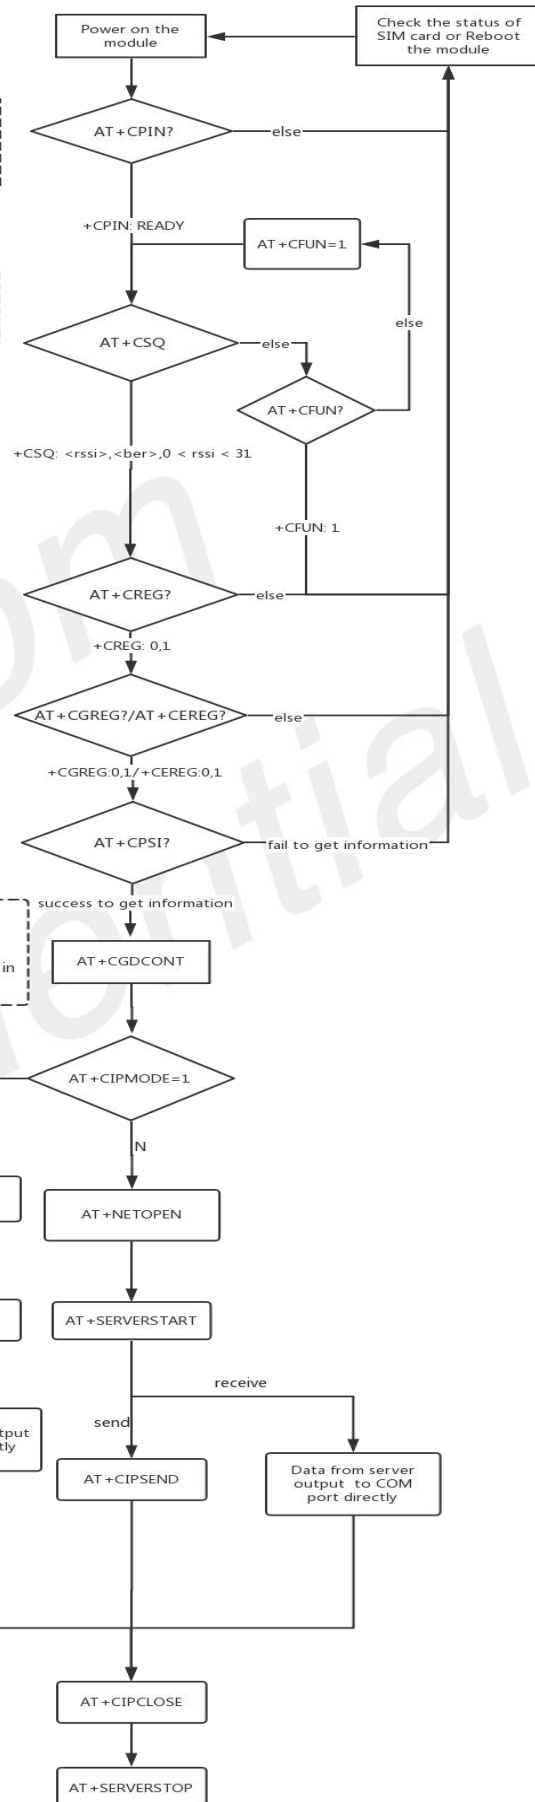 Power on the
module
Check the status of
SIM card or Reboot
the module
AT+CPIN?
else
+CPIN: READY
AT+CFUN=1
else
AT+CSQ
else
AT+CFUN?
+CSQ: <rssi>,<ber>,0 < rssi < 31
+CFUN: 1
AT+CREG?
else
+CREG: 0,1
AT+CGREG?/AT+CEREG?
else
+CGREG:0,1/+CEREG:0,1
AT+CPSI?
fail to get information
success to get information
in
AT+CGDCONT
AT+CIPMODE=1
N
AT+NETOPEN
AT+SERVERSTART
receive
send
tput
tly
AT+CIPSEND
Data from server
output to COM
port directly
AT+CIPCLOSE
AT+SERVERSTOP
om
ential